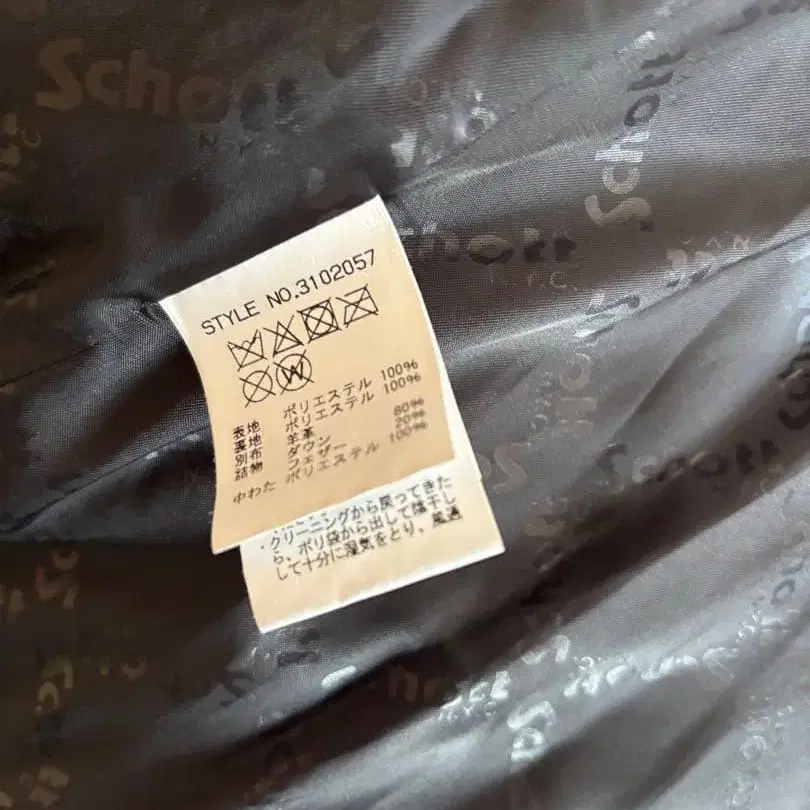 Schott
Schott
chott
N.Y.C.
STYLE NO.3102057
W
表地 ポリエステル 100%
裏地 ポリエステル 100%
別布 羊革
詰物 ダウン 80%
フェザー 20%
中わた ポリエステル 100%
・クリーニングから戻ってきた
ら、ポリ袋から出して陰干し
して十分に湿気をとり、風通